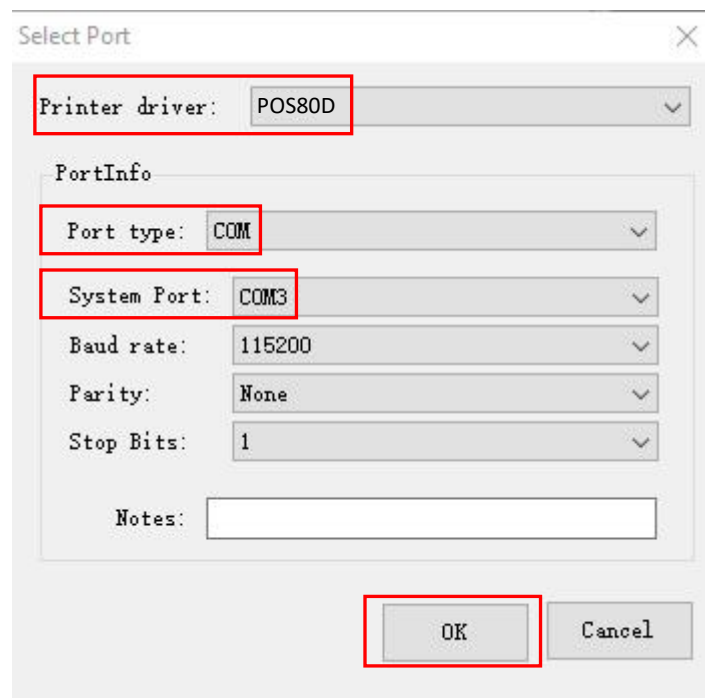 Select Port
Printer driver: POS80D
PortInfo
Port type: COM
System Port: COM3
Baud rate: 115200
Parity: None
Stop Bits: 1
Notes:
OK Cancel